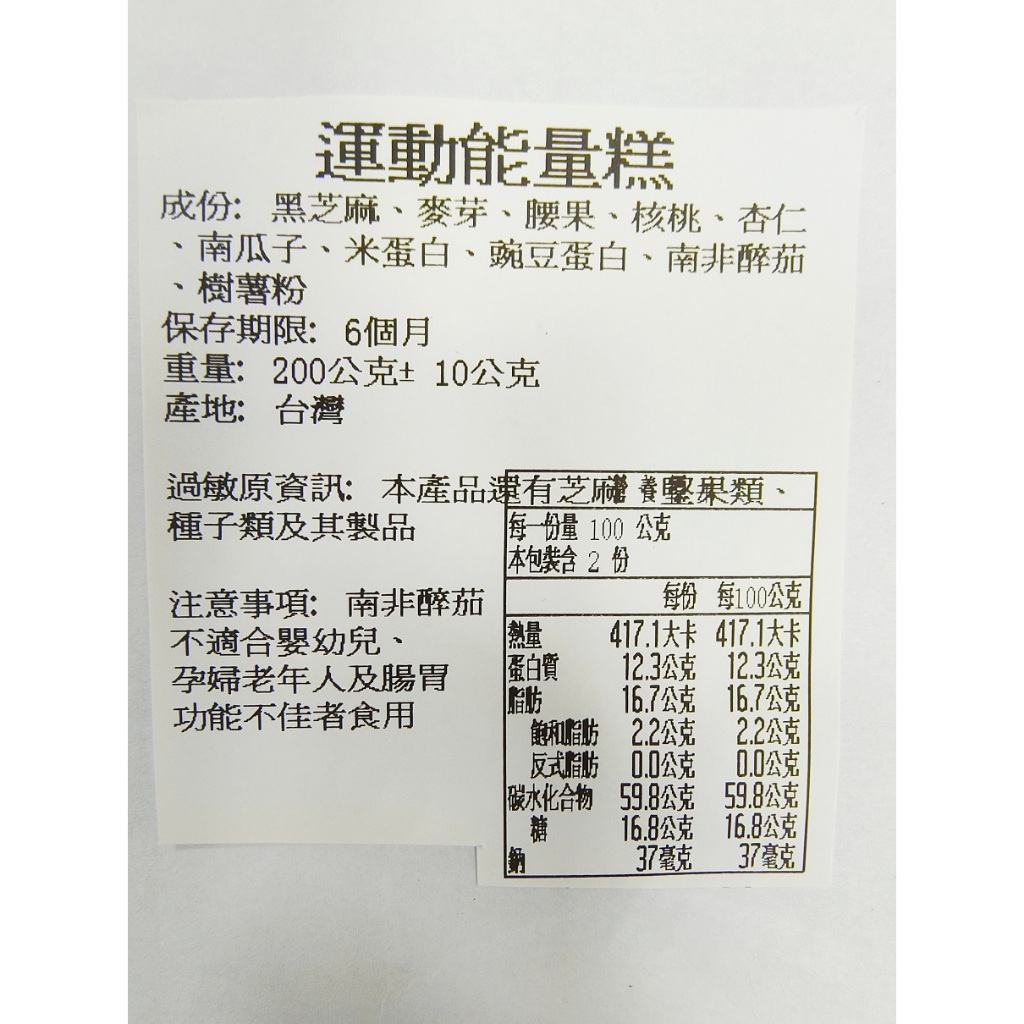 運動能量糕
成份: 黑芝麻、麥芽、腰果、核桃、杏仁
、南瓜子、米蛋白、豌豆蛋白、南非醉茄
、樹薯粉
保存期限: 6個月
重量: 200公克± 10公克
產地: 台灣
過敏原資訊: 本產品還有芝麻 堅果類、
種子類及其製品
注意事項: 南非醉茄
不適合嬰幼兒、
孕婦老年人及腸胃
功能不佳者食用
營養
每一份量 100 公克
本包裝含 2 份
每份 每100公克
熱量 417.1大卡 417.1大卡
蛋白質 12.3公克 12.3公克
脂肪 16.7公克 16.7公克
飽和脂肪 2.2公克 2.2公克
反式脂肪 0.0公克 0.0公克
碳水化合物 59.8公克 59.8公克
糖 16.8公克 16.8公克
鈉 37毫克 37毫克